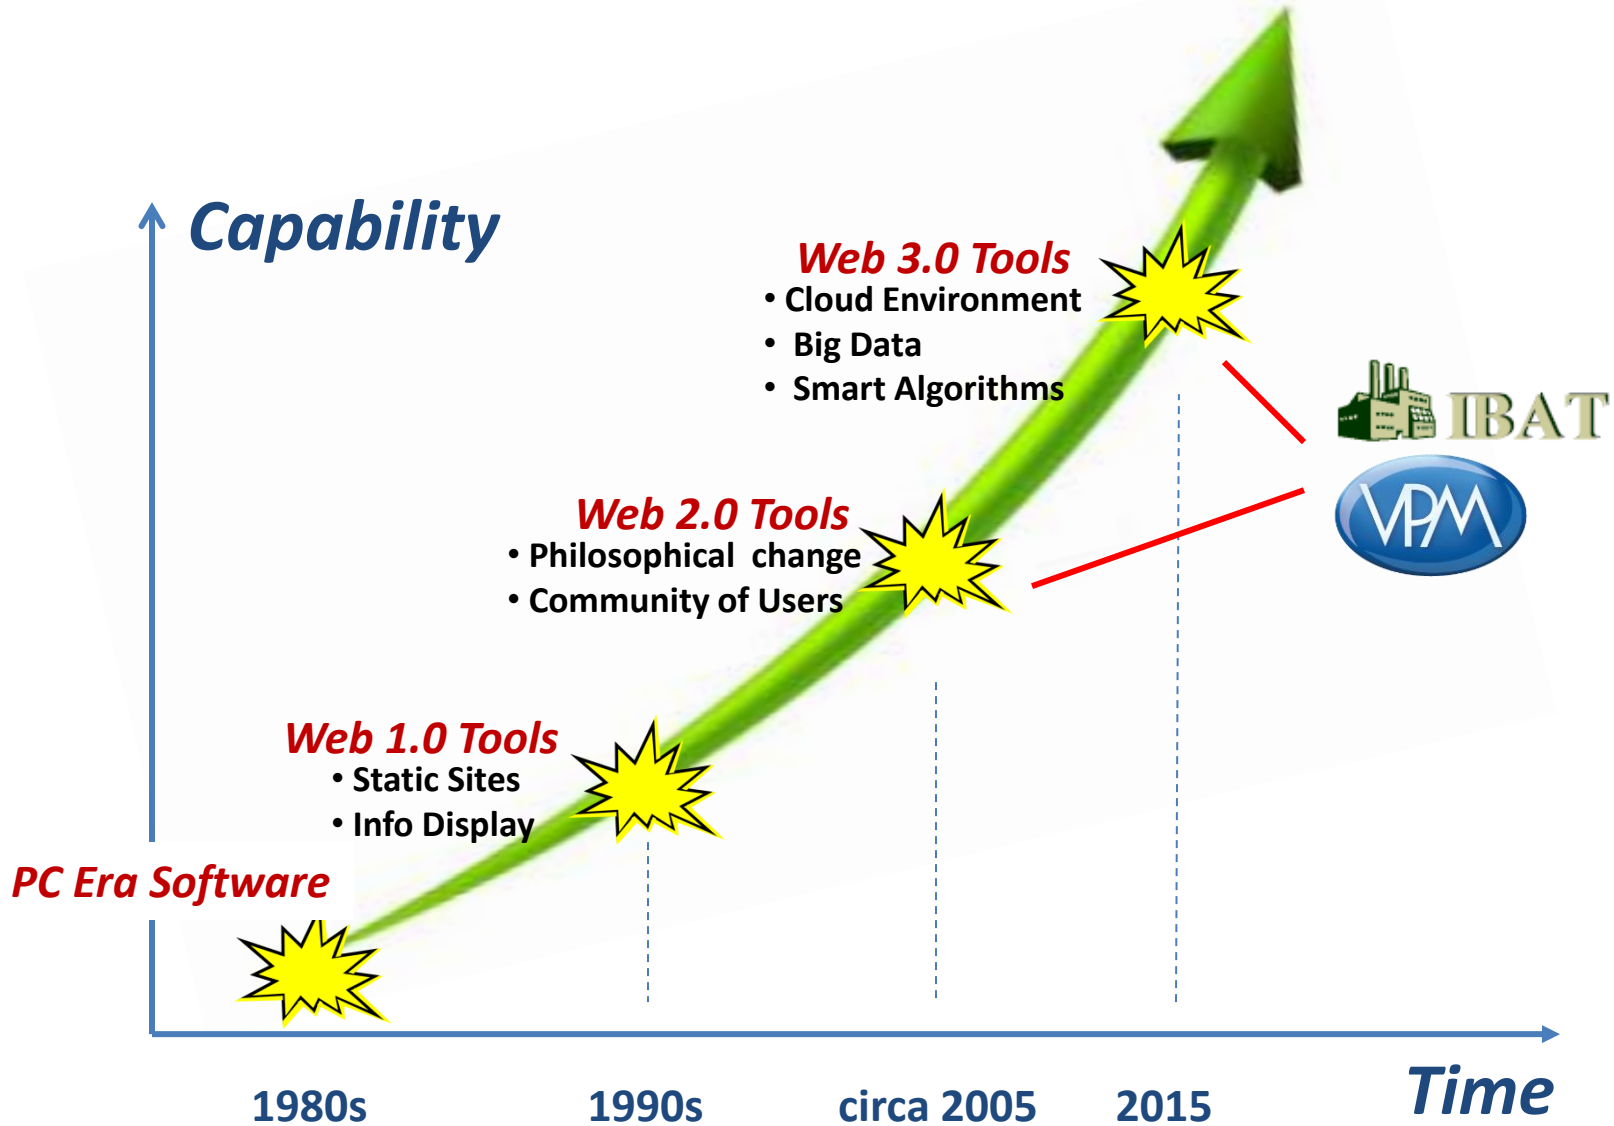 Capability
Web 3.0 Tools
• Cloud Environment
• Big Data
• Smart Algorithms
IBAT
VPM
Web 2.0 Tools
• Philosophical change
• Community of Users
Web 1.0 Tools
• Static Sites
• Info Display
PC Era Software
1980s
1990s
circa 2005
2015
Time